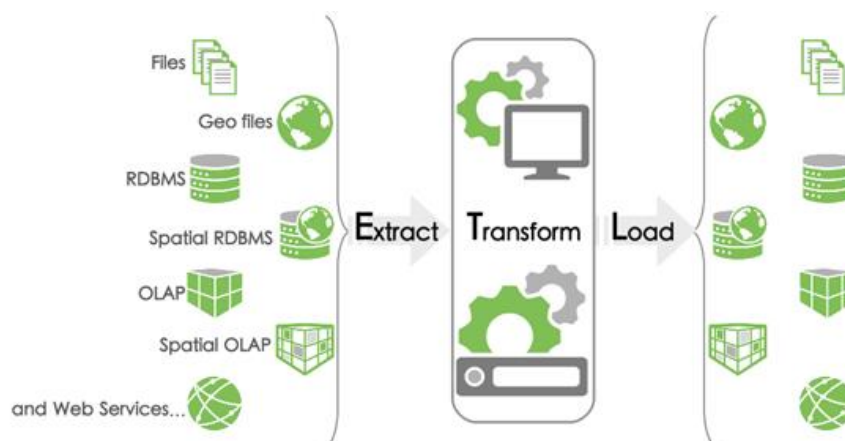 Files
Geo files
RDBMS
Spatial RDBMS
Extract Transform Load
OLAP
Spatial OLAP
and Web Services...